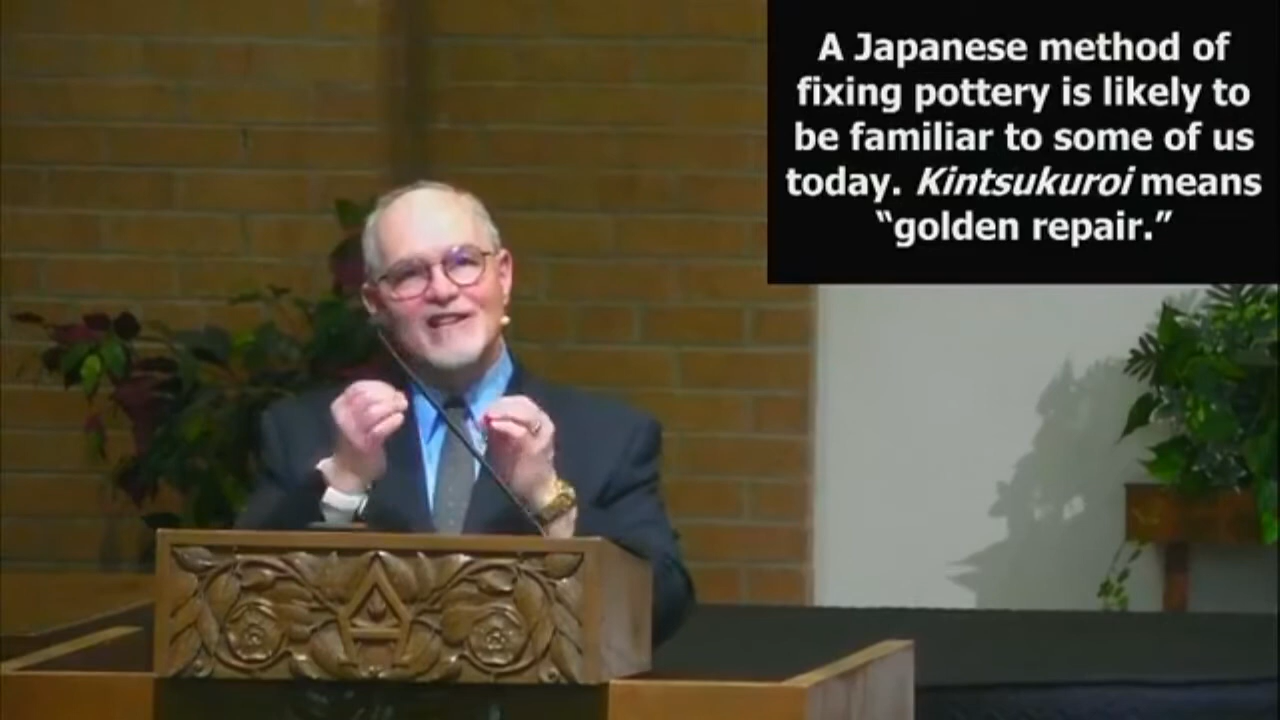 A Japanese method of
fixing pottery is likely to
be familiar to some of us
today. Kintsukuroi means
“golden repair.”